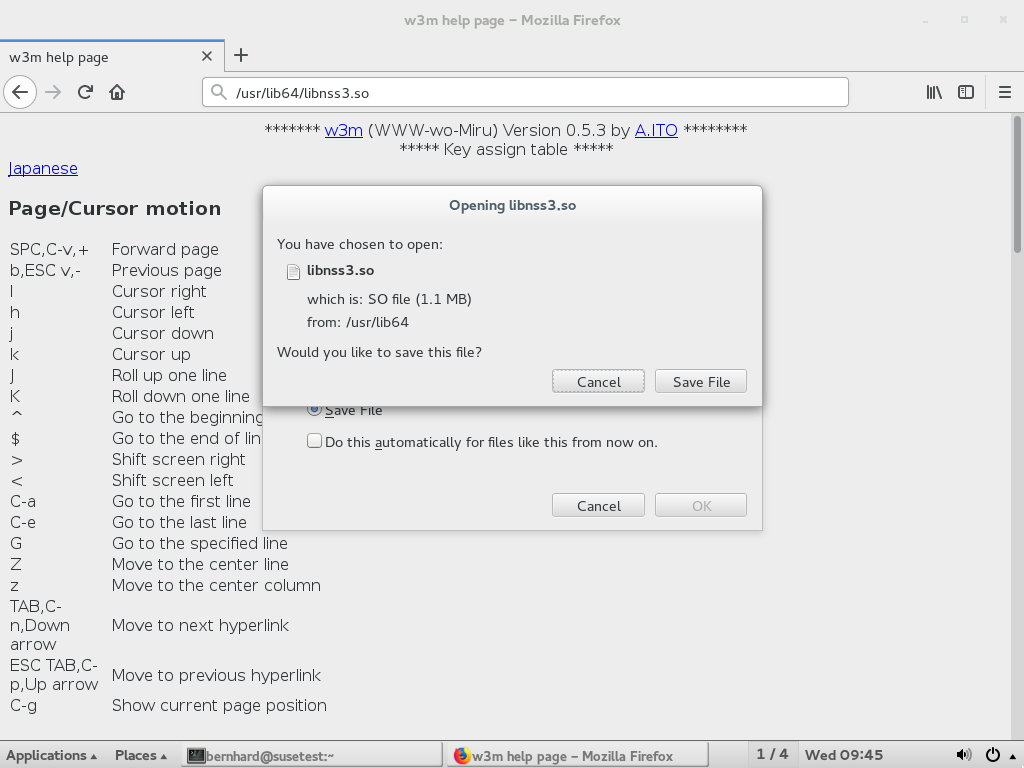 w3m help page – Mozilla Firefox
w3m help page
/usr/lib64/libnss3.so
******* w3m (WWW-wo-Miru) Version 0.5.3 by A.ITO ********
***** Key assign table *****
Japanese
Page/Cursor motion
SPC,C-v,+ Forward page
b,ESC v,- Previous page
l Cursor right
h Cursor left
j Cursor down
k Cursor up
J Roll up one line
K Roll down one line
^ Go to the beginning
$ Go to the end of lin
> Shift screen right
< Shift screen left
C-a Go to the first line
C-e Go to the last line
G Go to the specified line
Z Move to the center line
z Move to the center column
TAB,C-
n,Down Move to next hyperlink
arrow
ESC TAB,C-
p,Up arrow Move to previous hyperlink
C-g Show current page position
Opening libnss3.so
You have chosen to open:
libnss3.so
which is: SO file (1.1 MB)
from: /usr/lib64
Would you like to save this file?
Cancel Save File
Save File
Do this automatically for files like this from now on.
Cancel OK
Applications Places bernhard@susetest:~ w3m help page – Mozilla Firefox 1 / 4 Wed 09:45